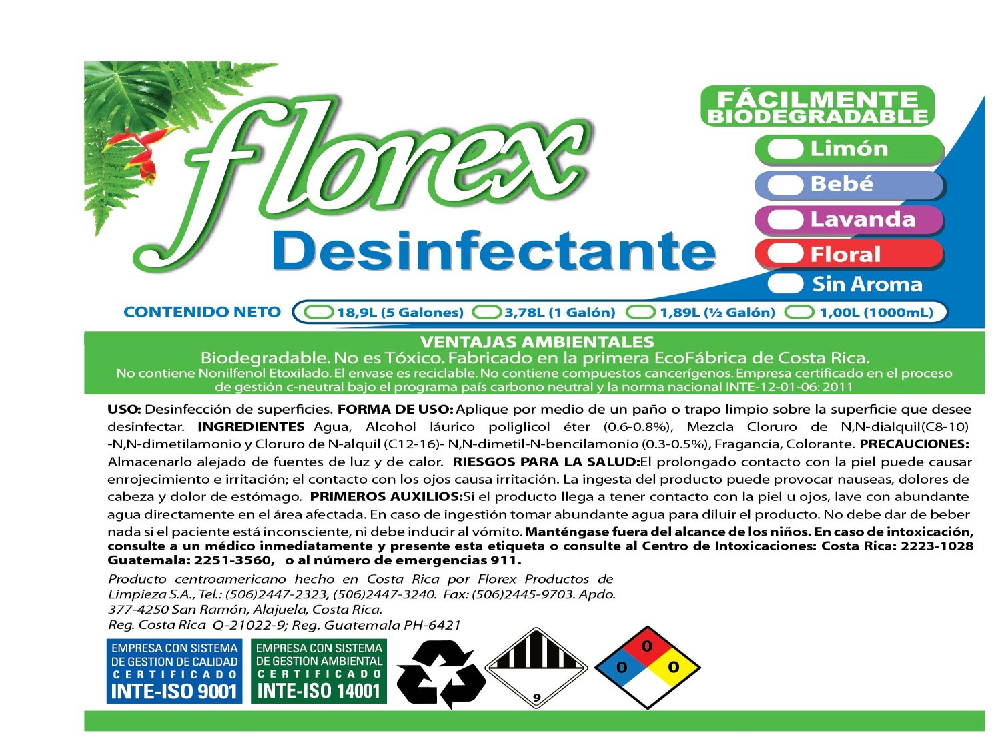 florex
Desinfectante
FÁCILMENTE
BIODEGRADABLE
Limón
Bebé
Lavanda
Floral
Sin Aroma
CONTENIDO NETO 18,9L (5 Galones) 3,78L (1 Galón) 1,89L (½ Galón) 1,00L (1000mL)
VENTAJAS AMBIENTALES
Biodegradable. No es Tóxico. Fabricado en la primera EcoFábrica de Costa Rica.
No contiene Nonilfenol Etoxilado. El envase es reciclable. No contiene compuestos cancerígenos. Empresa certificado en el proceso
de gestión c-neutral bajo el programa país carbono neutral y la norma nacional INTE-12-01-06: 2011
USO: Desinfección de superficies. FORMA DE USO: Aplique por medio de un paño o trapo limpio sobre la superficie que desee
desinfectar. INGREDIENTES Agua, Alcohol láurico poliglicol éter (0.6-0.8%), Mezcla Cloruro de N,N-dialquil(C8-10)
-N,N-dimetilamonio y Cloruro de N-alquil (C12-16)- N,N-dimetil-N-bencilamonio (0.3-0.5%), Fragancia, Colorante. PRECAUCIONES:
Almacenarlo alejado de fuentes de luz y de calor. RIESGOS PARA LA SALUD:El prolongado contacto con la piel puede causar
enrojecimiento e irritación; el contacto con los ojos causa irritación. La ingesta del producto puede provocar nauseas, dolores de
cabeza y dolor de estómago. PRIMEROS AUXILIOS:Si el producto llega a tener contacto con la piel u ojos, lave con abundante
agua directamente en el área afectada. En caso de ingestión tomar abundante agua para diluir el producto. No debe dar de beber
nada si el paciente está inconsciente, ni debe inducir al vómito. Manténgase fuera del alcance de los niños. En caso de intoxicación,
consulte a un médico inmediatamente y presente esta etiqueta o consulte al Centro de Intoxicaciones: Costa Rica: 2223-1028
Guatemala: 2251-3560, o al número de emergencias 911.
Producto centroamericano hecho en Costa Rica por Florex Productos de
Limpieza S.A., Tel.: (506)2447-2323, (506)2447-3240. Fax: (506)2445-9703. Apdo.
377-4250 San Ramón, Alajuela, Costa Rica.
Reg. Costa Rica Q-21022-9; Reg. Guatemala PH-6421
EMPRESA CON SISTEMA
DE GESTION DE CALIDAD
CERTIFICADO
INTE-ISO 9001
EMPRESA CON SISTEMA
DE GESTION AMBIENTAL
CERTIFICADO
INTE-ISO 14001
9
0
0
0